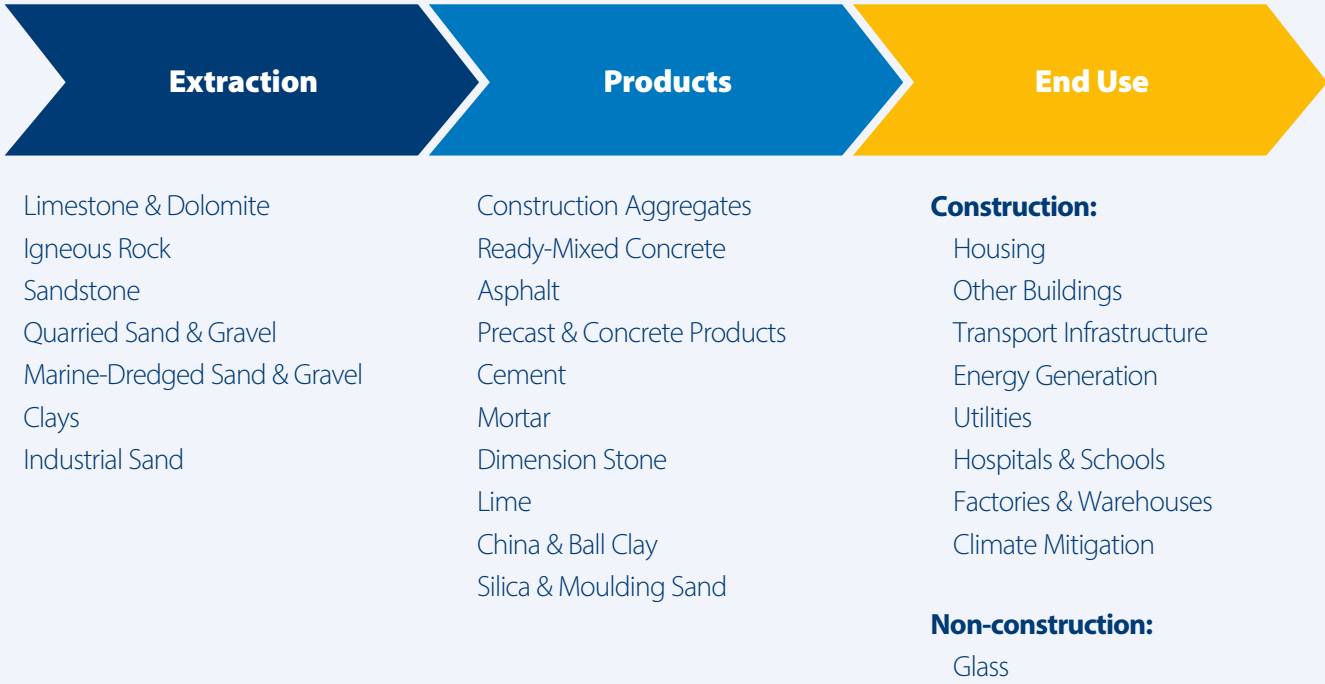 Extraction
Products
End Use
Limestone & Dolomite
Igneous Rock
Sandstone
Quarried Sand & Gravel
Marine-Dredged Sand & Gravel
Clays
Industrial Sand
Construction Aggregates
Ready-Mixed Concrete
Asphalt
Precast & Concrete Products
Cement
Mortar
Dimension Stone
Lime
China & Ball Clay
Silica & Moulding Sand
Construction:
Housing
Other Buildings
Transport Infrastructure
Energy Generation
Utilities
Hospitals & Schools
Factories & Warehouses
Climate Mitigation
Non-construction:
Glass